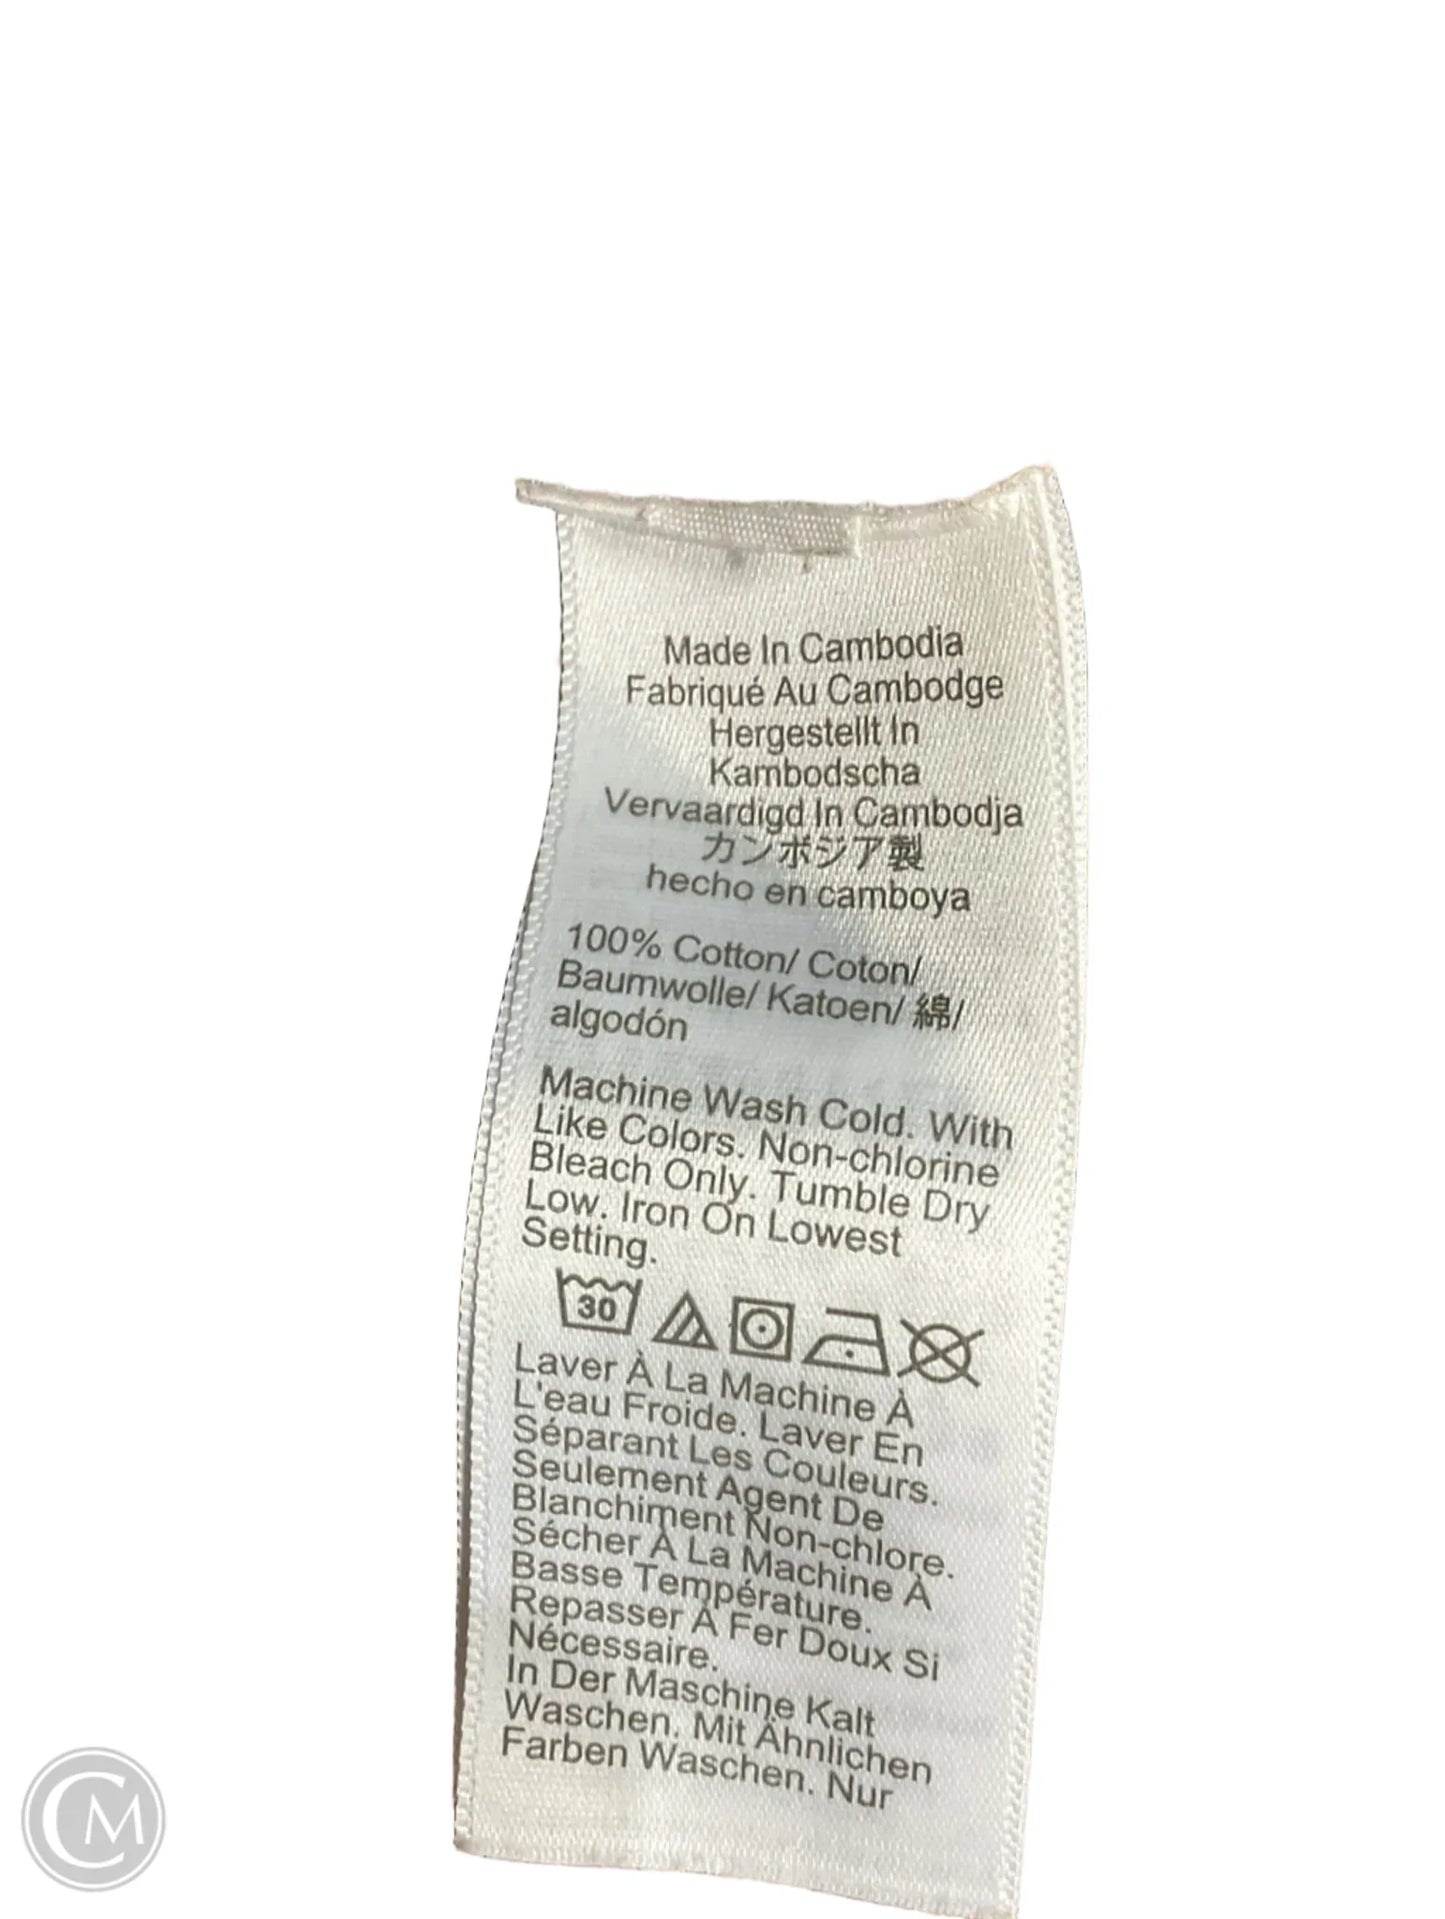 Made In Cambodia
Fabriqué Au Cambodge
Hergestellt In
Kambodscha
Vervaardigd In Cambodja
カンボジア製
hecho en camboya
100% Cotton/ Coton/
Baumwolle/ Katoen/ 綿/
algodón
Machine Wash Cold. With
Like Colors. Non-chlorine
Bleach Only. Tumble Dry
Low. Iron On Lowest
Setting.
30
Laver À La Machine À
L'eau Froide. Laver En
Séparant Les Couleurs.
Seulement Agent De
Blanchiment Non-chlore.
Sécher À La Machine À
Basse Température.
Repasser À Fer Doux Si
Nécessaire.
In Der Maschine Kalt
Waschen. Mit Ähnlichen
Farben Waschen. Nur
CM